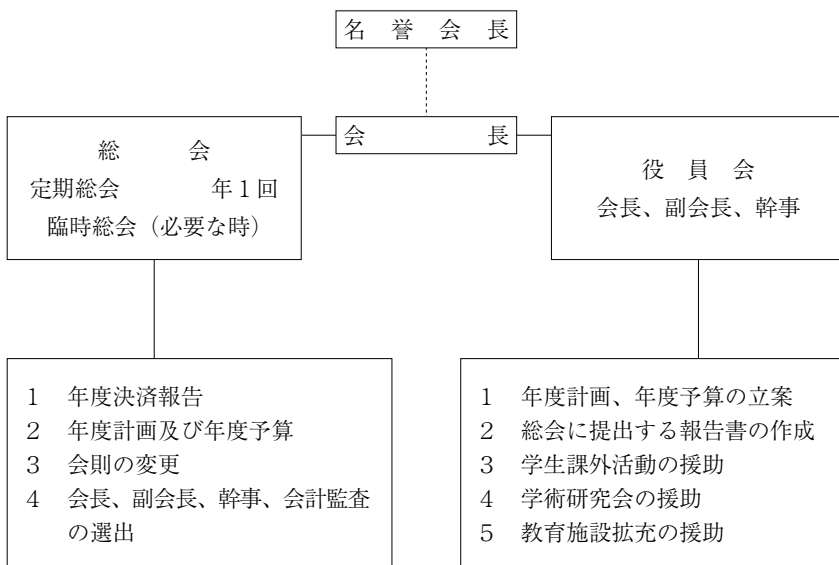 名誉会長
会長
総会
定期総会 年1回
臨時総会（必要な時）
役員会
会長、副会長、幹事
1 年度決済報告
2 年度計画及び年度予算
3 会則の変更
4 会長、副会長、幹事、会計監査
の選出
1 年度計画、年度予算の立案
2 総会に提出する報告書の作成
3 学生課外活動の援助
4 学術研究会の援助
5 教育施設拡充の援助